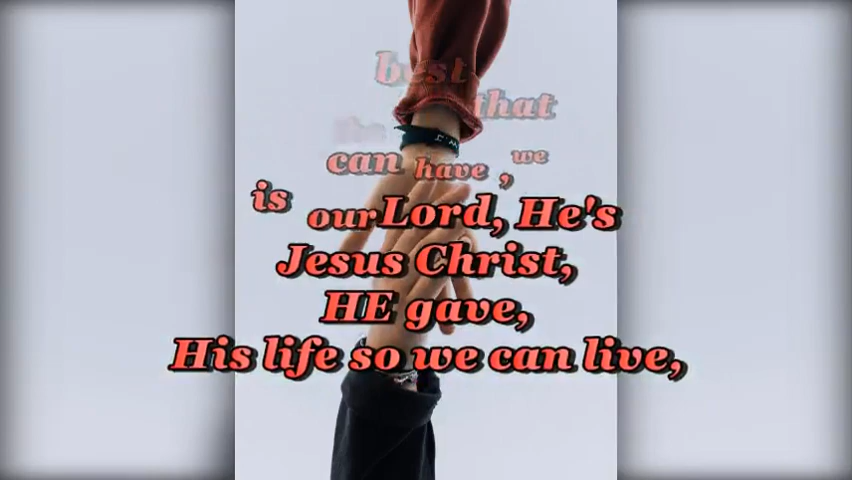 best
the that
can have , we
is our Lord, He's
Jesus Christ,
HE gave,
His life so we can live,